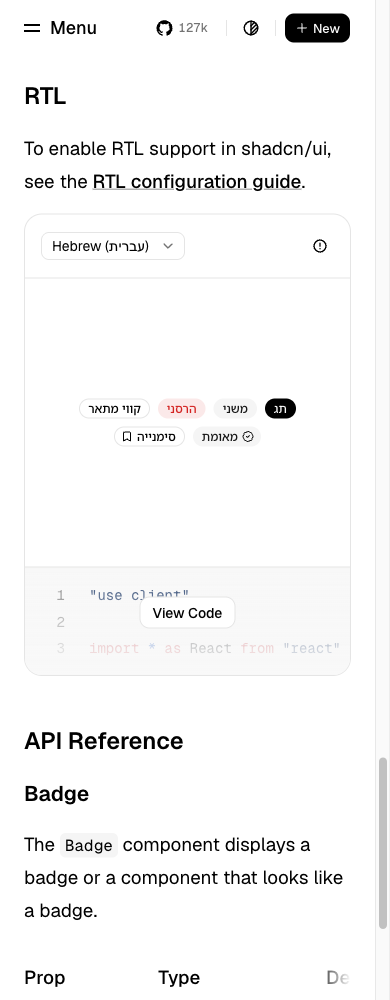 Menu
127k
New
RTL
To enable RTL support in shadcn/ui,
see the RTL configuration guide.
Hebrew (עברית)
תג משני הרסני קווי מתאר
מאומת סימנייה
1 "use client"
2
View Code
3 import * as React from "react"
API Reference
Badge
The Badge component displays a
badge or a component that looks like
a badge.
Prop Type De